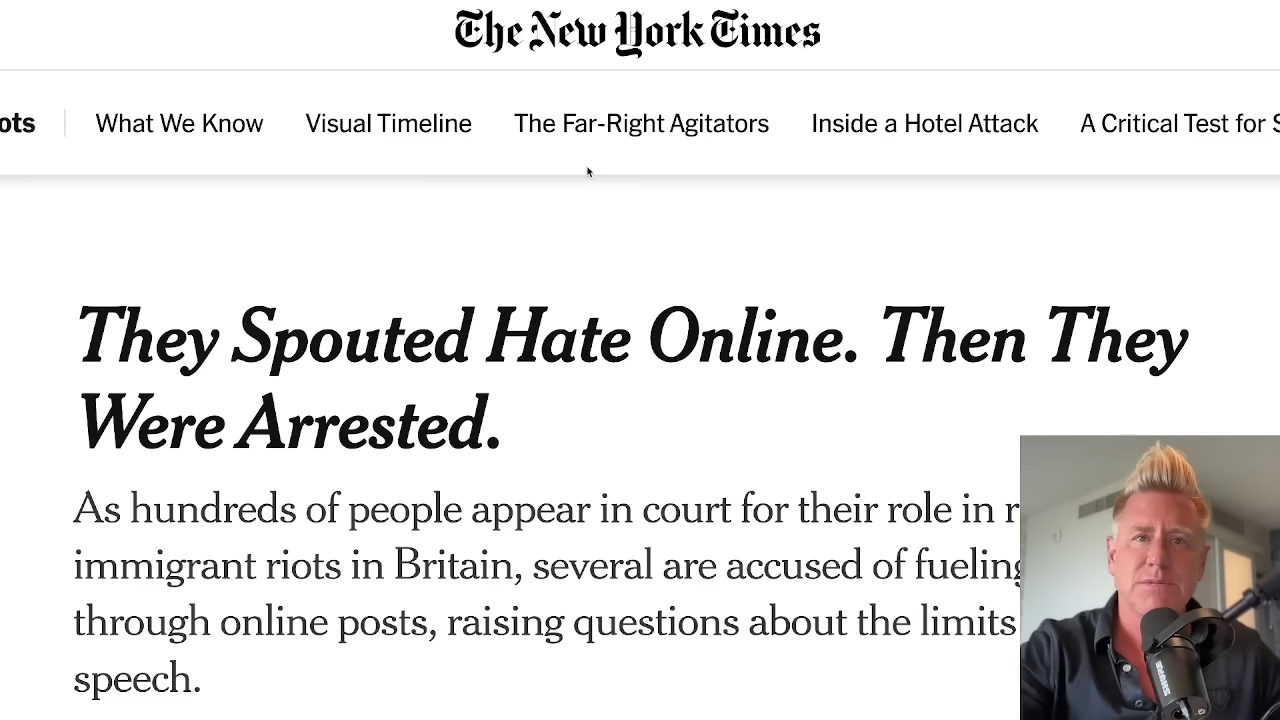 The New York Times
ots What We Know Visual Timeline The Far-Right Agitators Inside a Hotel Attack A Critical Test for S
They Spouted Hate Online. Then They
Were Arrested.
As hundreds of people appear in court for their role in r
immigrant riots in Britain, several are accused of fueling
through online posts, raising questions about the limits
speech.
SHURE